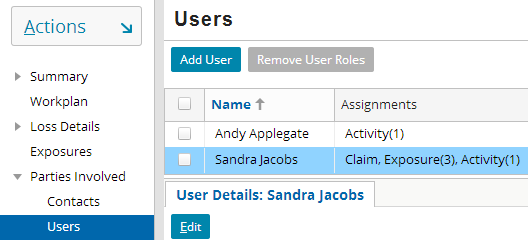 Actions
Summary
Workplan
Loss Details
Exposures
Parties Involved
Contacts
Users
Users
Add User
Remove User Roles
Name Assignments
Andy Applegate Activity(1)
Sandra Jacobs Claim, Exposure(3), Activity(1)
User Details: Sandra Jacobs
Edit